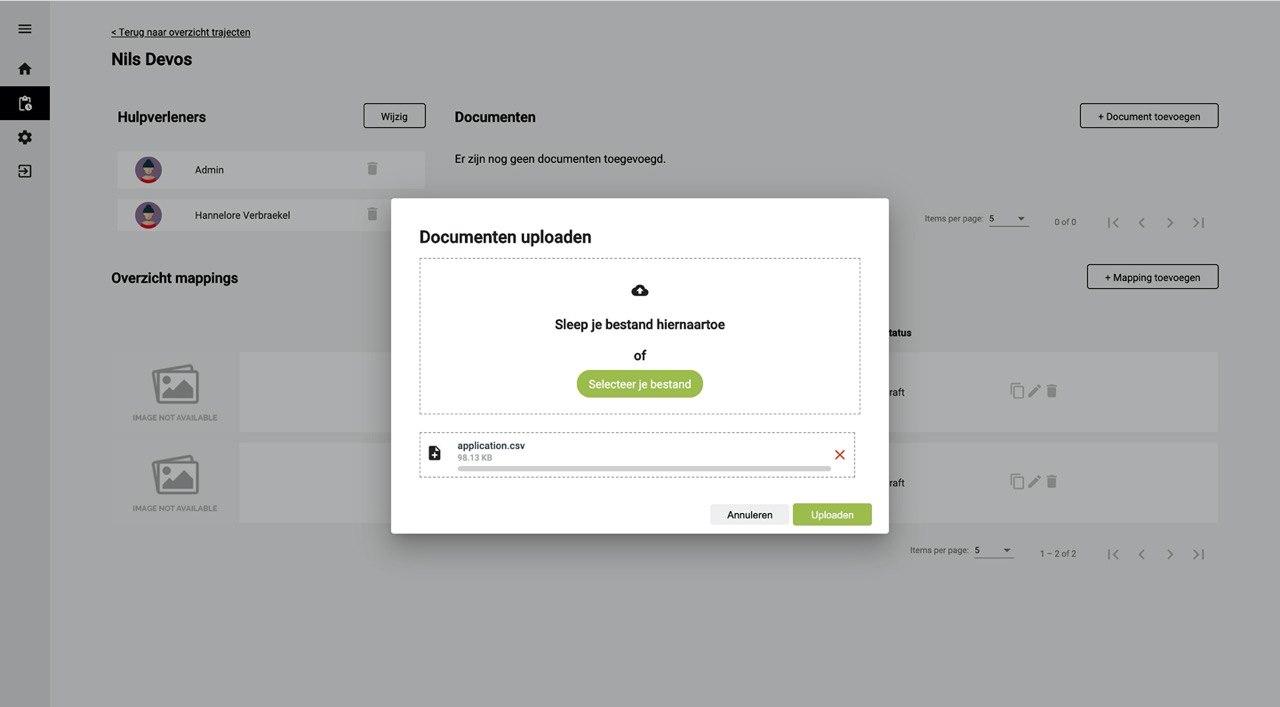 < Terug naar overzicht trajecten
Nils Devos
Hulpverleners
Wijzig
Documenten
+ Document toevoegen
Admin
Er zijn nog geen documenten toegevoegd.
Hannelore Verbraekel
Items per page: 5
0 of 0
Documenten uploaden
Sleep je bestand hiernaartoe
of
Selecteer je bestand
application.csv
98.13 KB
Annuleren
Uploaden
Overzicht mappings
+ Mapping toevoegen
tatus
IMAGE NOT AVAILABLE
raft
IMAGE NOT AVAILABLE
raft
Items per page: 5
1 – 2 of 2